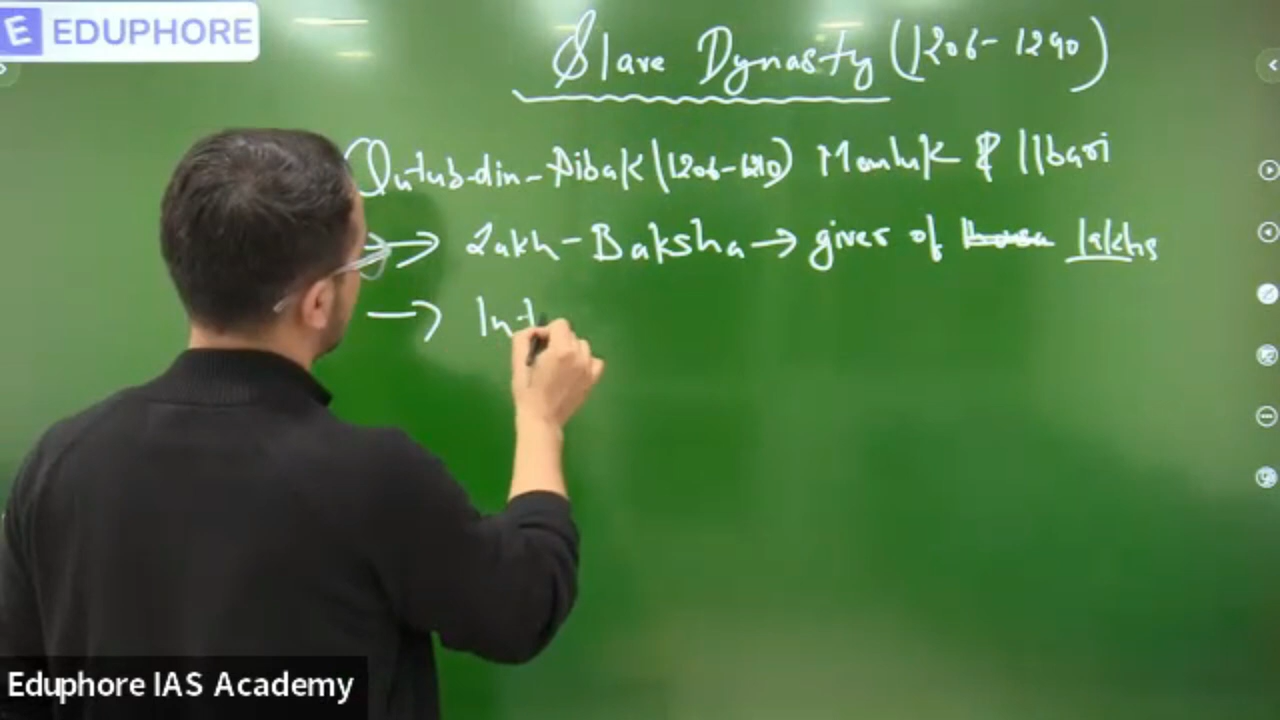 E EDUPHORE
Slave Dynasty (1206-1290)
Qutub-din-Aibak (1206-1210) Mamluk & Ilbari
→ Lakh-Baksha → giver of lakhs
→
Eduphore IAS Academy